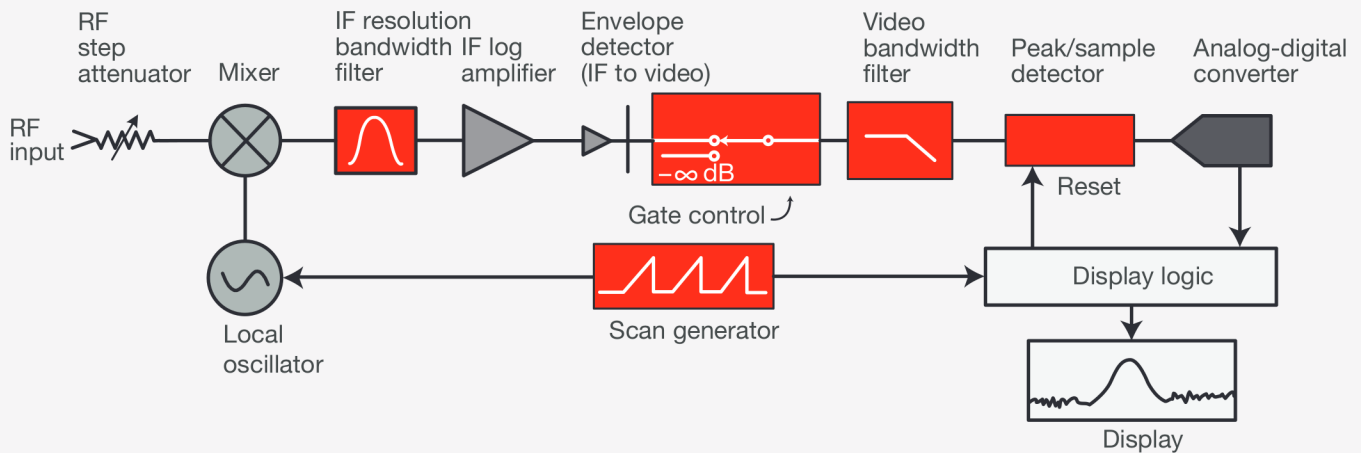 RF
step
attenuator
Mixer
IF resolution
bandwidth
filter
IF log
amplifier
Envelope
detector
(IF to video)
Video
bandwidth
filter
Peak/sample
detector
Analog-digital
converter
RF
input
−∞ dB
Gate control
Reset
Scan generator
Display logic
Local
oscillator
Display